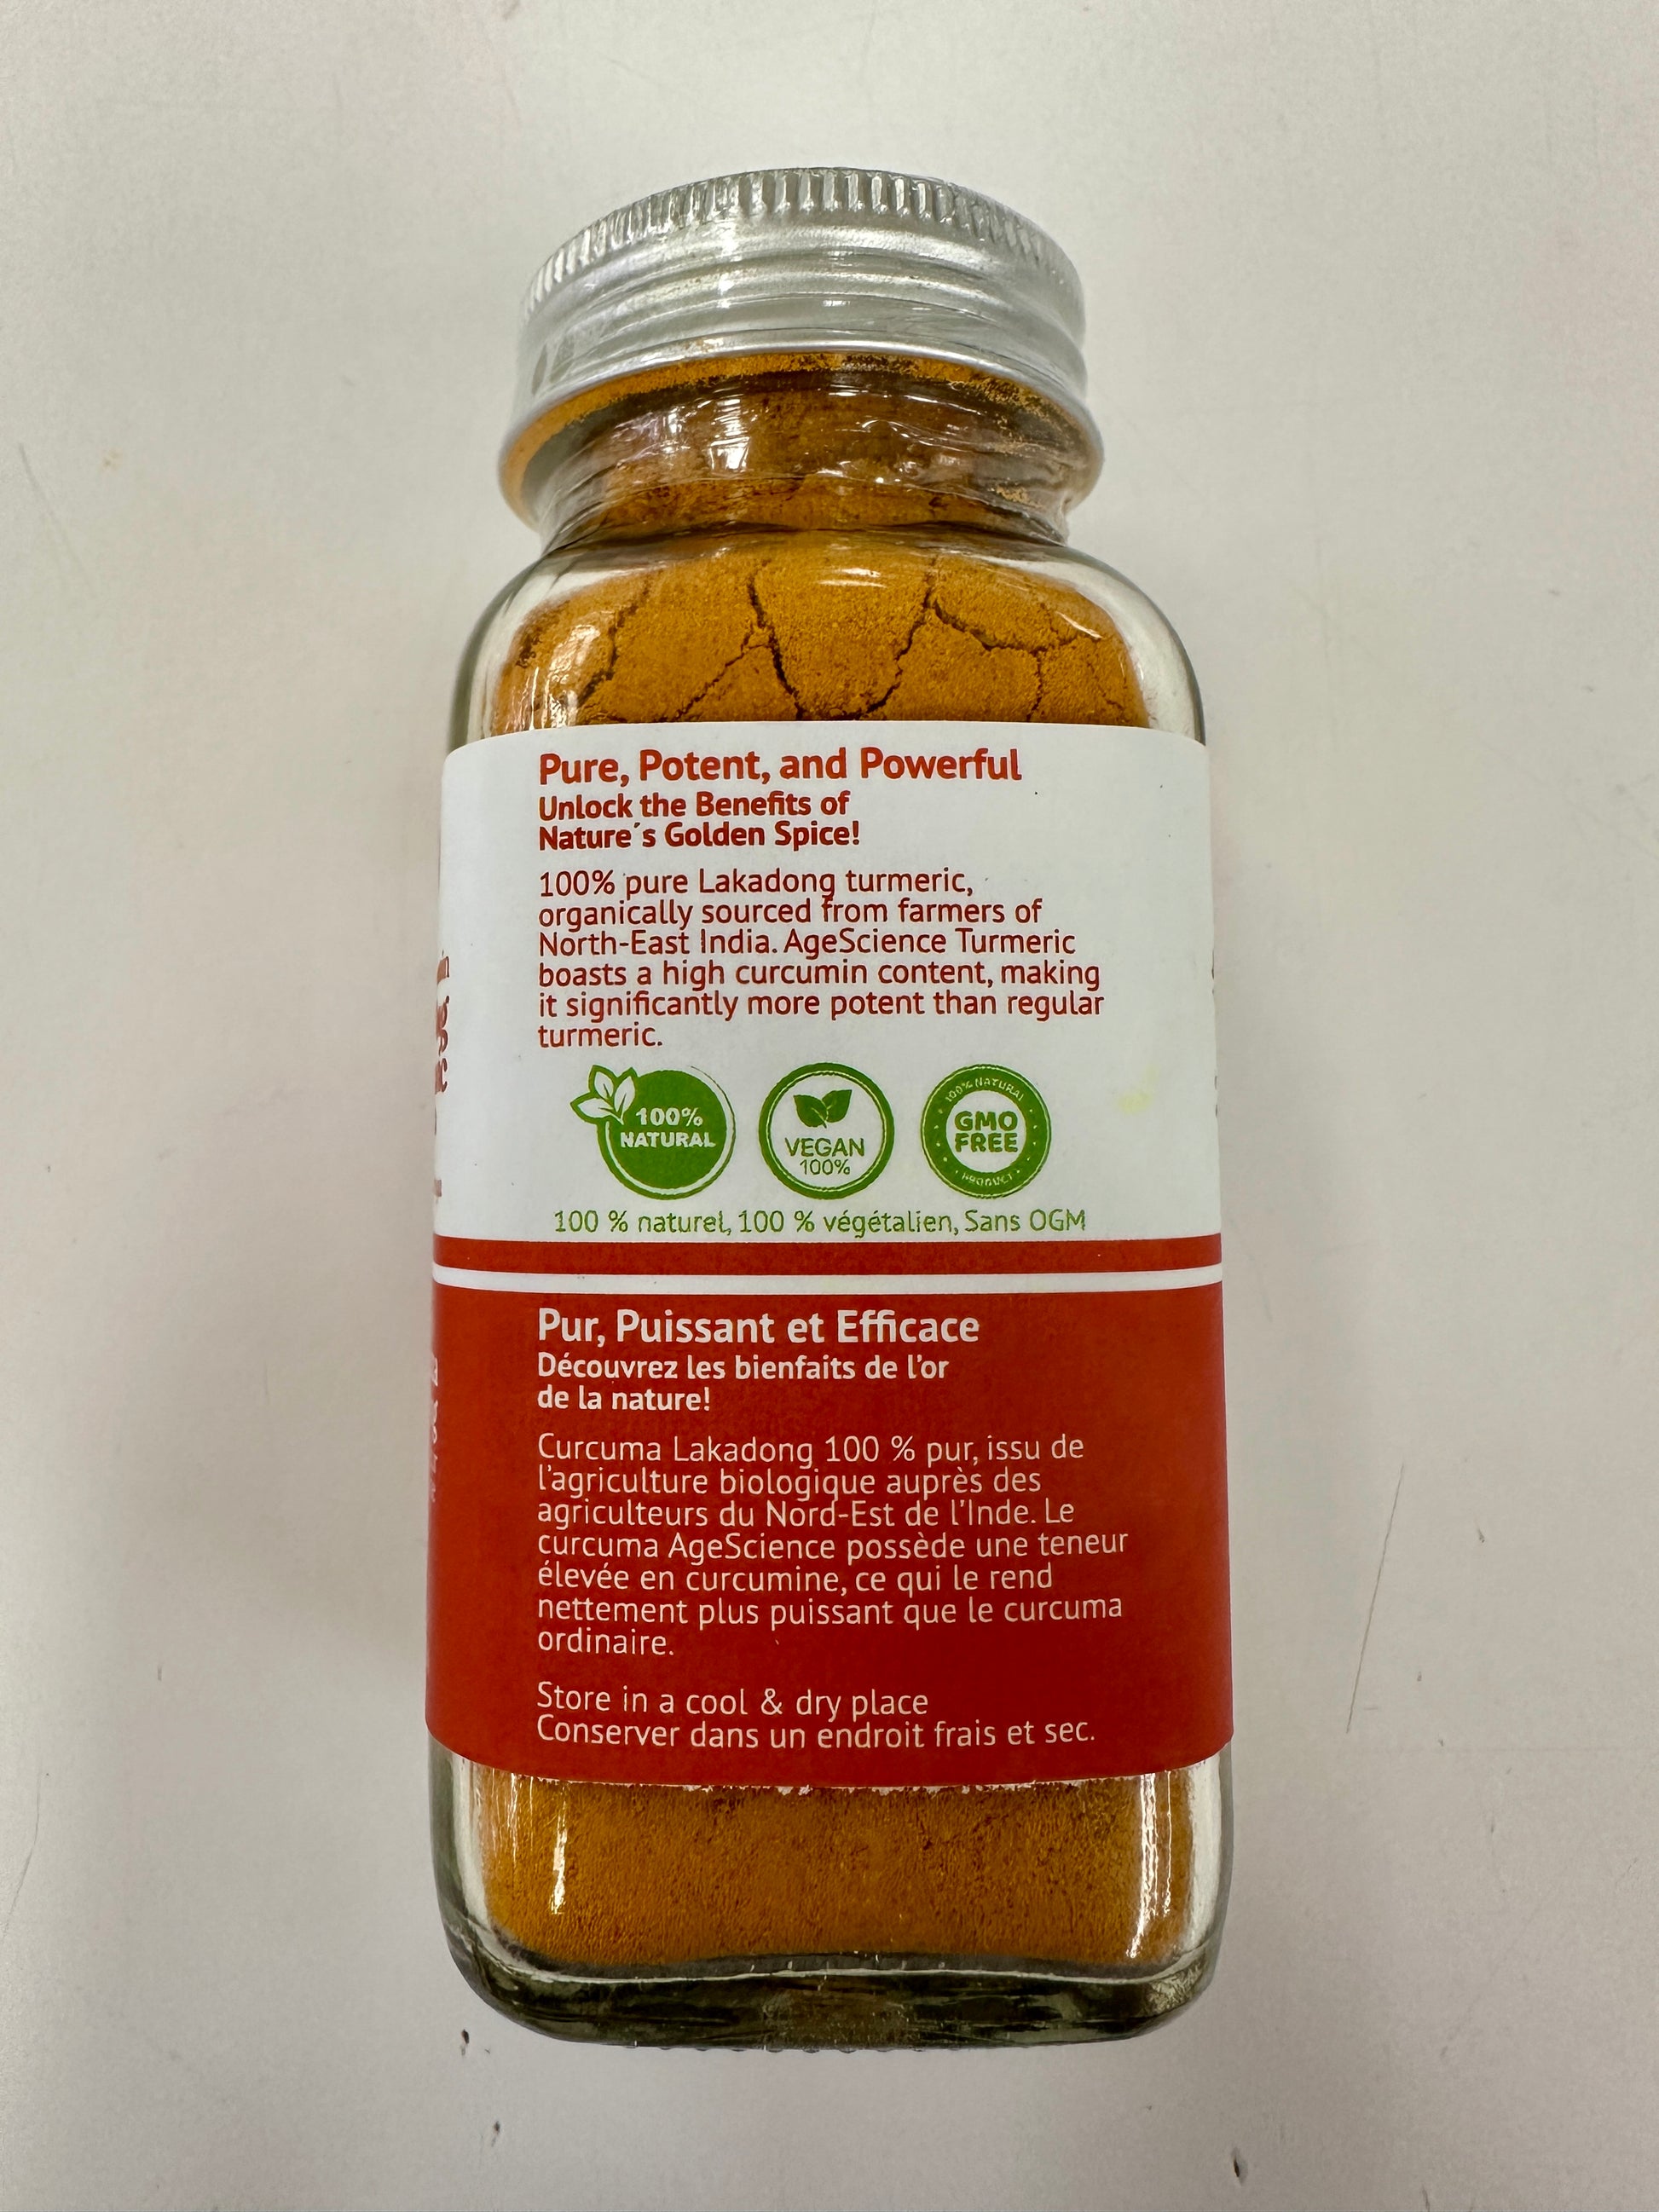 Pure, Potent, and Powerful
Unlock the Benefits of
Nature´s Golden Spice!
100% pure Lakadong turmeric,
organically sourced from farmers of
North-East India. AgeScience Turmeric
boasts a high curcumin content, making
it significantly more potent than regular
turmeric.
100%
NATURAL
VEGAN
100%
100% NATURAL
GMO
FREE
PRODUCT
100 % naturel, 100 % végétalien, Sans OGM
Pur, Puissant et Efficace
Découvrez les bienfaits de l’or
de la nature!
Curcuma Lakadong 100 % pur, issu de
l’agriculture biologique auprès des
agriculteurs du Nord-Est de l’Inde. Le
curcuma AgeScience possède une teneur
élevée en curcumine, ce qui le rend
nettement plus puissant que le curcuma
ordinaire.
Store in a cool & dry place
Conserver dans un endroit frais et sec.